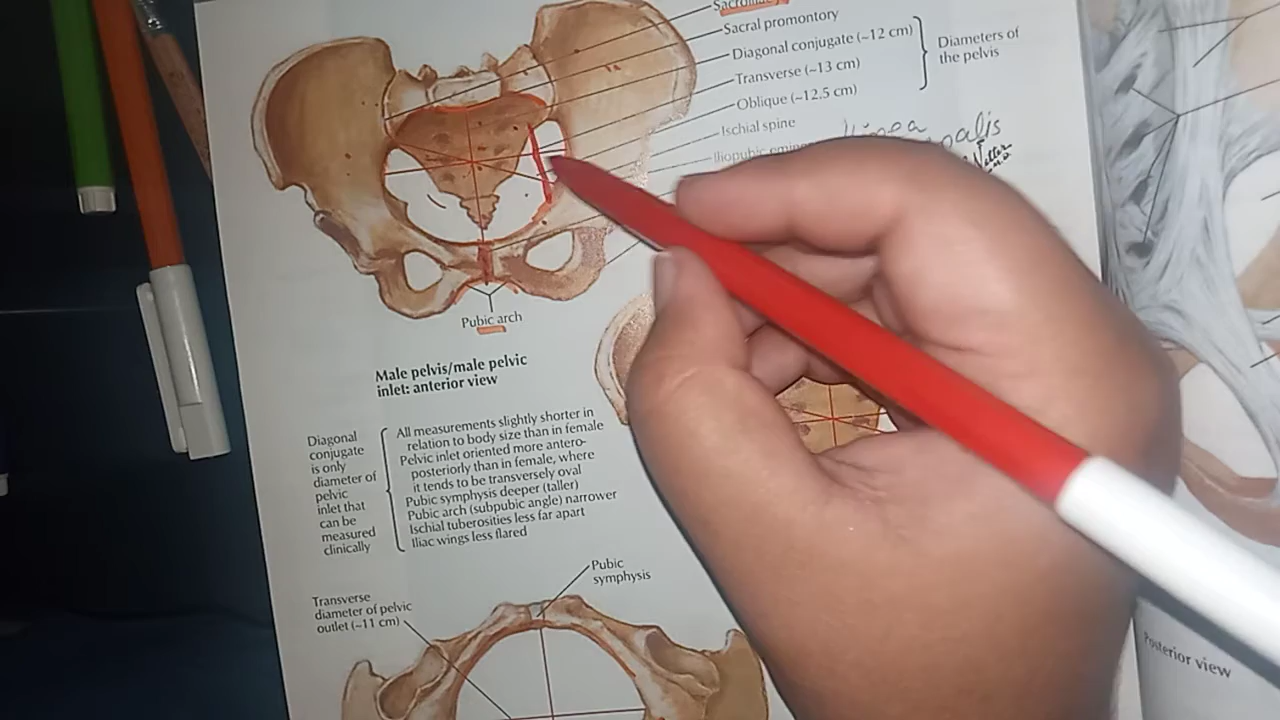 Sacral promontory
Diagonal conjugate (~12 cm)
Transverse (~13 cm)
Oblique (~12.5 cm)
Diameters of
the pelvis
Ischial spine
Pubic arch
Male pelvis/male pelvic
inlet: anterior view
Diagonal
conjugate
is only
diameter of
pelvic
inlet that
can be
measured
clinically
All measurements slightly shorter in
relation to body size than in female
Pelvic inlet oriented more antero-
posteriorly than in female, where
it tends to be transversely oval
Pubic symphysis deeper (taller)
Pubic arch (subpubic angle) narrower
Ischial tuberosities less far apart
Iliac wings less flared
Pubic
symphysis
Transverse
diameter of pelvic
outlet (~11 cm)
Posterior view